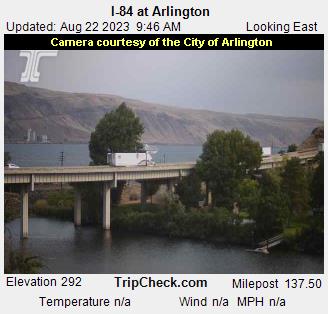 I-84 at Arlington
Updated: Aug 22 2023 9:46 AM Looking East
Camera courtesy of the City of Arlington
Elevation 292 TripCheck.com Milepost 137.50
Temperature n/a Wind n/a MPH n/a